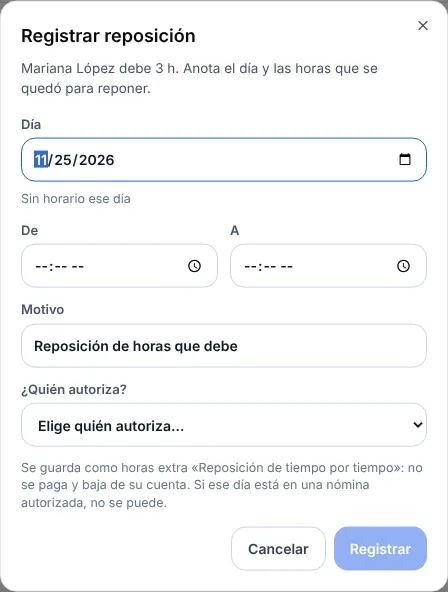 Registrar reposición
Mariana López debe 3 h. Anota el día y las horas que se
quedó para reponer.
Día
11/25/2026
Sin horario ese día
De
A
--:-- --
--:-- --
Motivo
Reposición de horas que debe
¿Quién autoriza?
Elige quién autoriza...
Se guarda como horas extra «Reposición de tiempo por tiempo»: no
se paga y baja de su cuenta. Si ese día está en una nómina
autorizada, no se puede.
Cancelar
Registrar